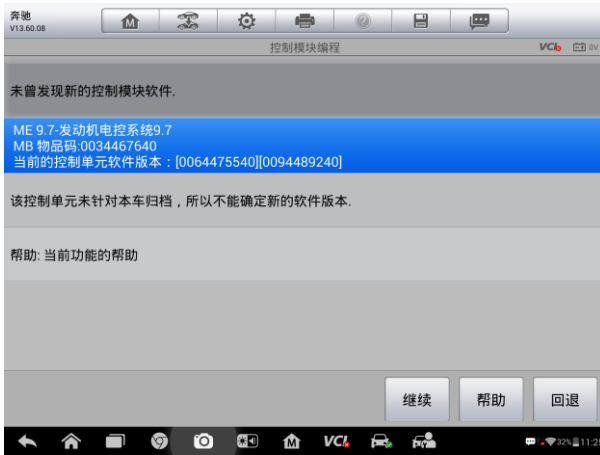 奔驰
V13.60.08
控制模块编程
VCI
0V
未曾发现新的控制模块软件.
ME 9.7-发动机电控系统9.7
MB 物品码:0034467640
当前的控制单元软件版本：[0064475540][0094489240]
该控制单元未针对本车归档，所以不能确定新的软件版本.
帮助: 当前功能的帮助
继续
帮助
回退
VCI
32%
11:25